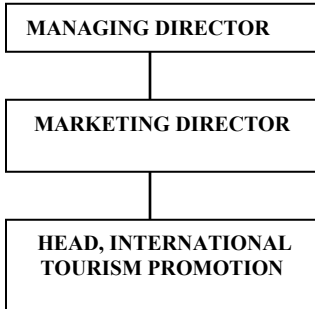 MANAGING DIRECTOR
MARKETING DIRECTOR
HEAD, INTERNATIONAL
TOURISM PROMOTION